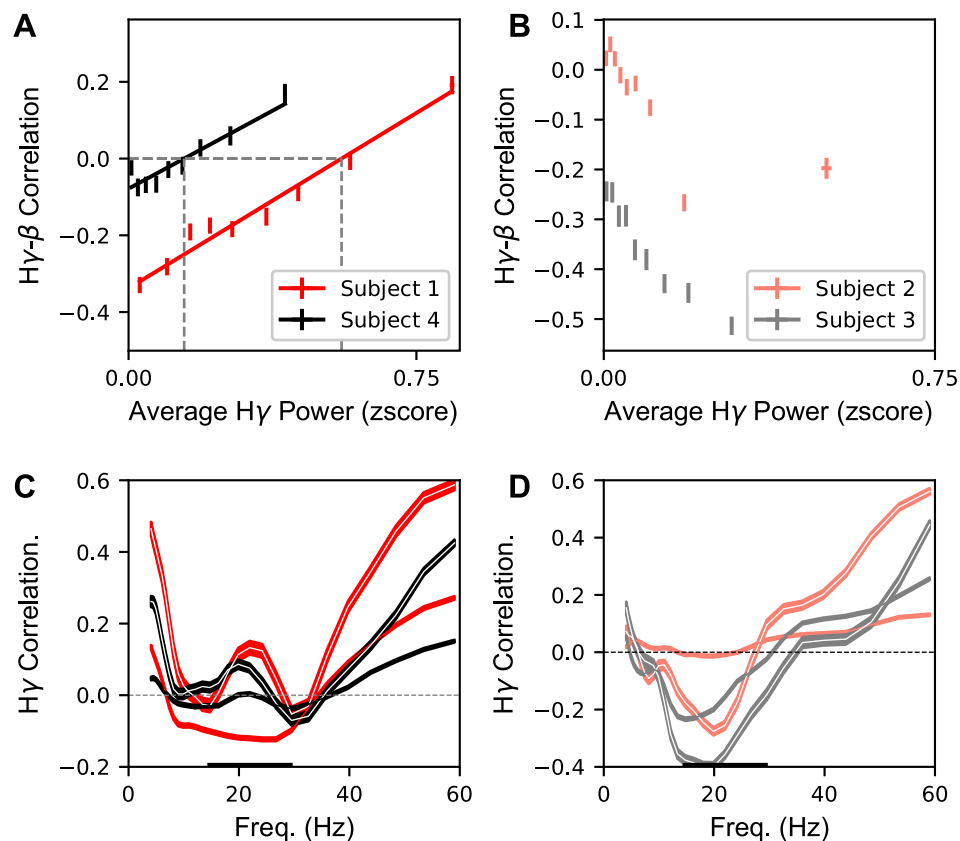 A
B
Hγ-β Correlation
0.2
0.0
−0.2
−0.4
0.00
0.75
Average Hγ Power (zscore)
Subject 1
Subject 4
Hγ-β Correlation
0.1
0.0
−0.1
−0.2
−0.3
−0.4
−0.5
0.00
0.75
Average Hγ Power (zscore)
Subject 2
Subject 3
C
D
Hγ Correlation.
0.6
0.4
0.2
0.0
−0.2
0
20
40
60
Freq. (Hz)
Hγ Correlation.
0.6
0.4
0.2
0.0
−0.2
−0.4
0
20
40
60
Freq. (Hz)